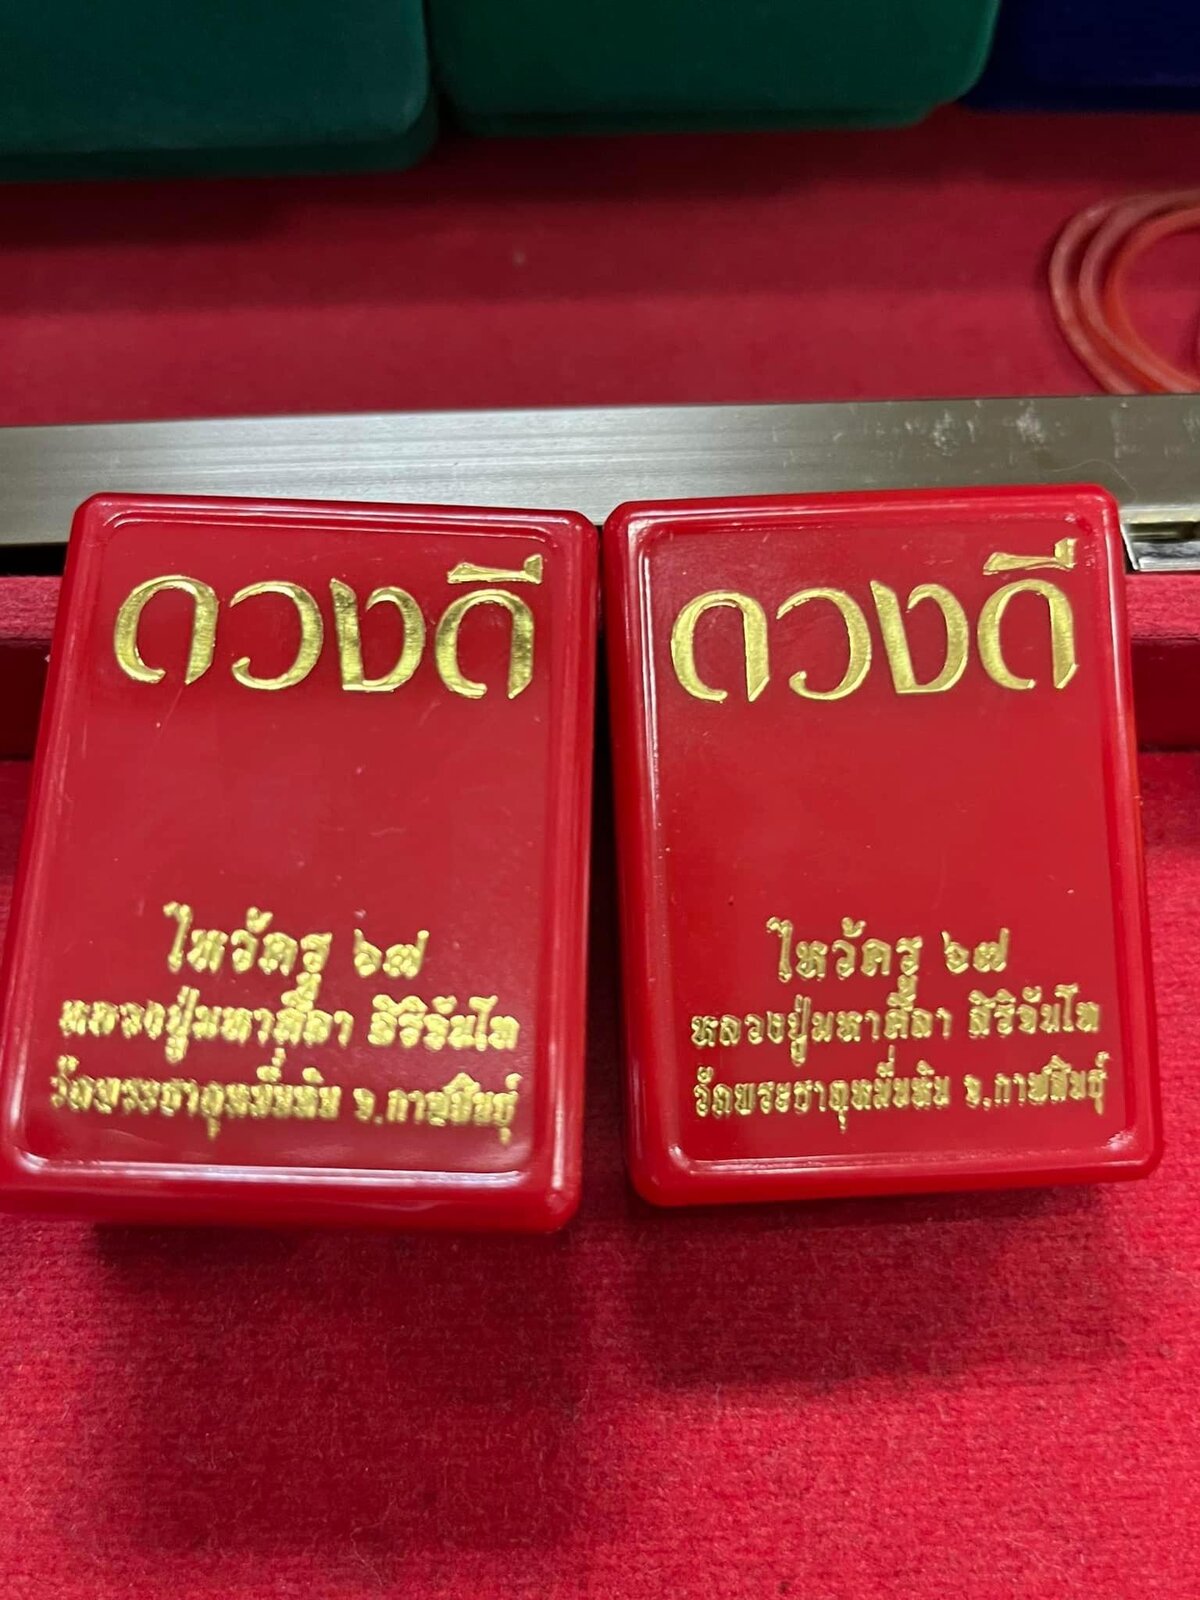 ดวงดี
ไหว้ครู ๖๗
หลวงปู่มหาศิลา สิริจันโท
วัดพระธาตุหมื่นหิน จ.กาฬสินธุ์
ดวงดี
ไหว้ครู ๖๗
หลวงปู่มหาศิลา สิริจันโท
วัดพระธาตุหมื่นหิน จ.กาฬสินธุ์